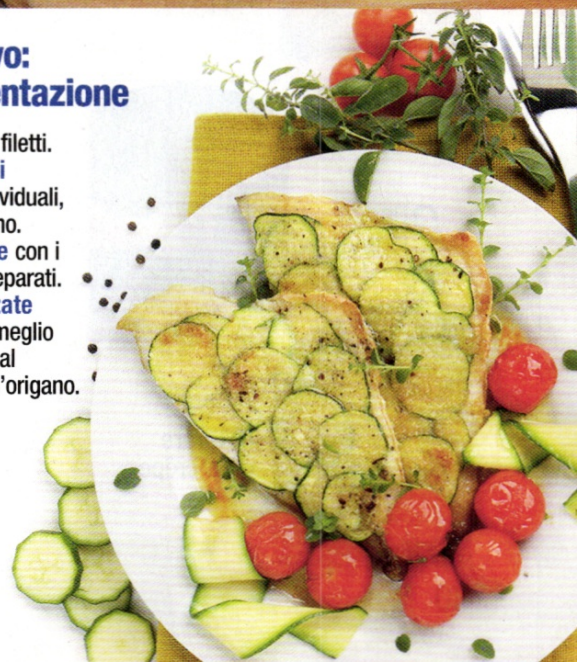 vo:
ntazione
filetti.
i
viduali,
no.
e con i
eparati.
tate
meglio
al
'origano.